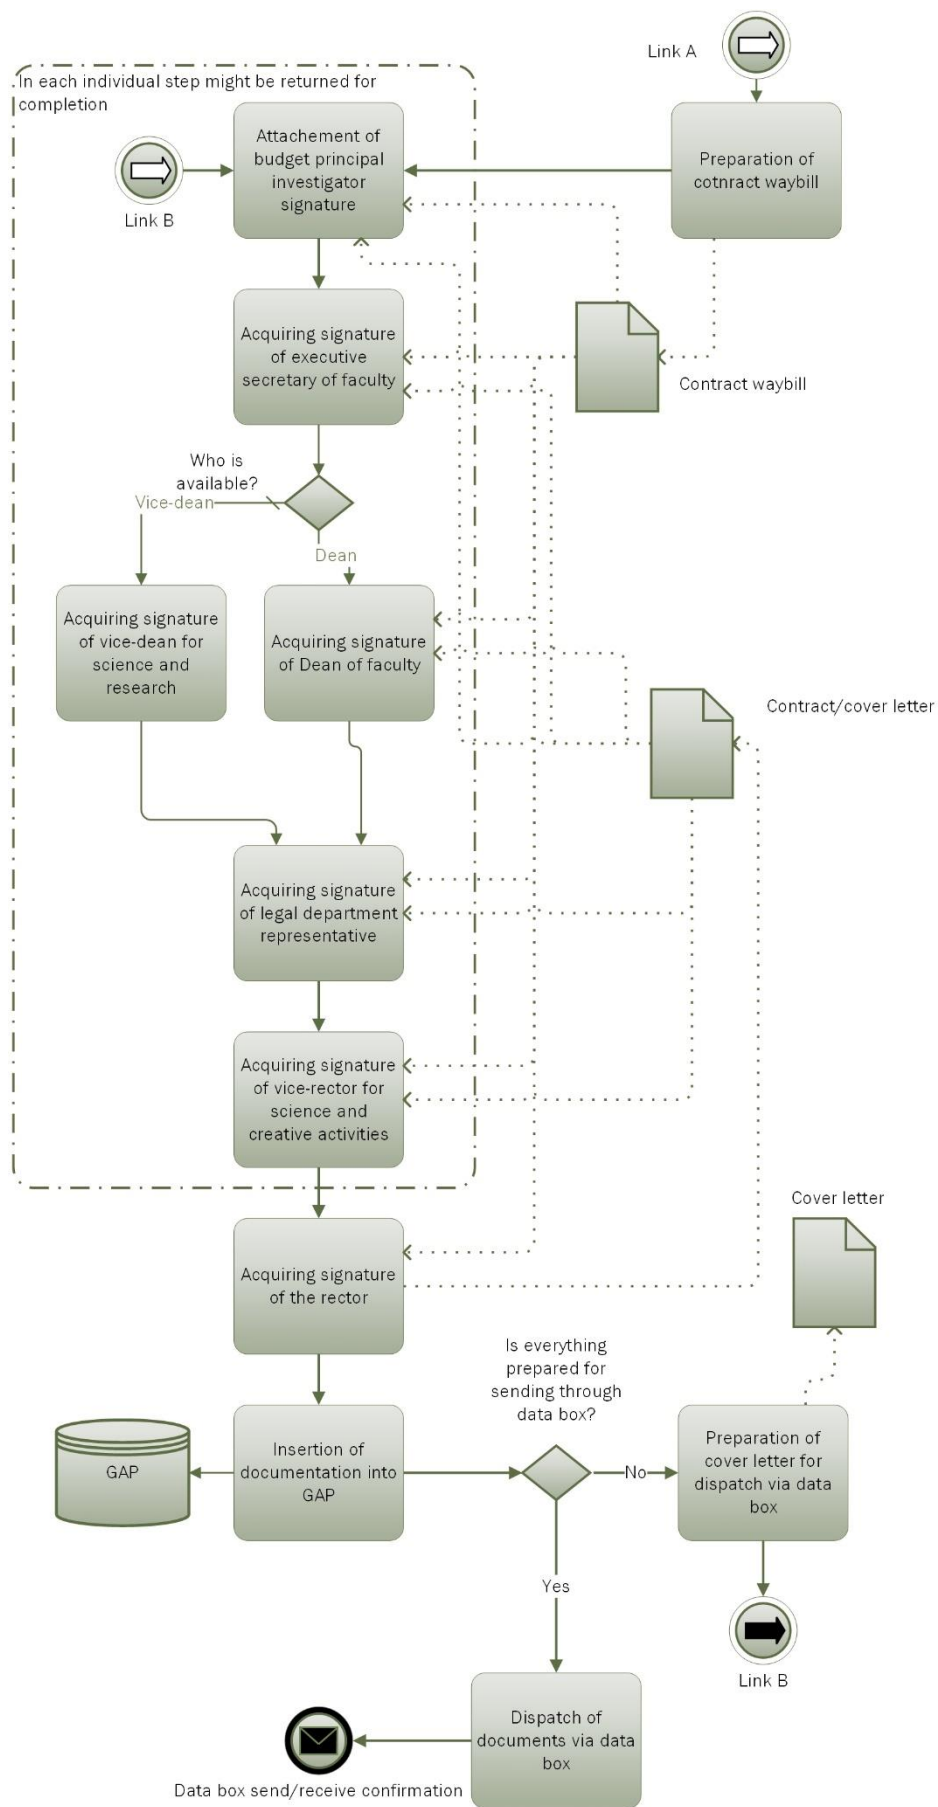 Link A
In each individual step might be returned for
completion
Attachement of
budget principal
investigator
signature
Preparation of
cotnract waybill
Link B
Acquiring signature
of executive
secretary of faculty
Contract waybill
Who is
available?
Vice-dean
Dean
Acquiring signature
of vice-dean for
science and
research
Acquiring signature
of Dean of faculty
Contract/cover letter
Acquiring signature
of legal department
representative
Acquiring signature
of vice-rector for
science and
creative activities
Cover letter
Acquiring signature
of the rector
Is everything
prepared for
sending through
data box?
GAP
Insertion of
documentation into
GAP
No
Preparation of
cover letter for
dispatch via data
box
Yes
Link B
Dispatch of
documents via data
box
Data box send/receive confirmation